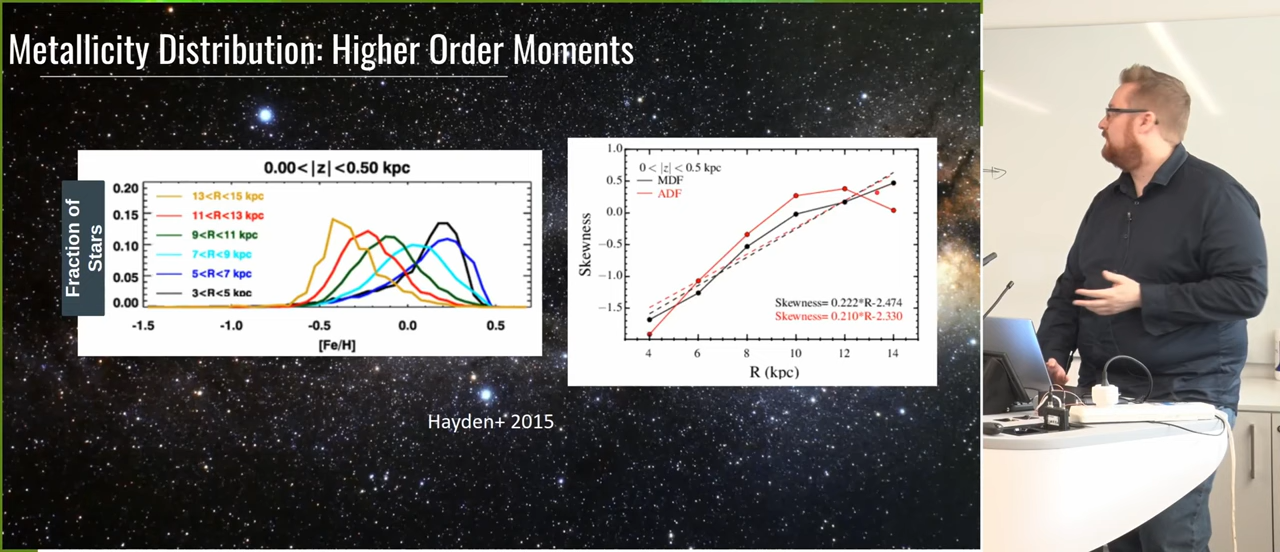 Metallicity Distribution: Higher Order Moments
0.00<|z|<0.50 kpc
Fraction of
Stars
0.20
0.15
0.10
0.05
0.00
13<R<15 kpc
11<R<13 kpc
9<R<11 kpc
7<R<9 kpc
5<R<7 kpc
3<R<5 kpc
-1.5
-1.0
-0.5
0.0
0.5
[Fe/H]
1.0
0.5
0.0
−0.5
−1.0
−1.5
Skewness
0<|z|<0.5 kpc
MDF
ADF
Skewness= 0.222*R-2.474
Skewness= 0.210*R-2.330
4
6
8
10
12
14
R (kpc)
Hayden+ 2015